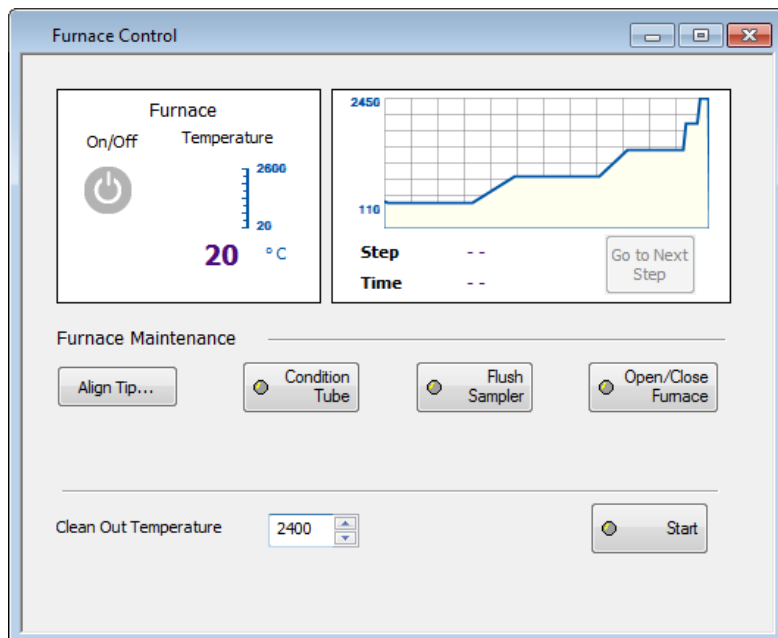 Furnace Control
Furnace
On/Off
Temperature
2600
20
20 °C
2450
110
Step - -
Time - -
Go to Next
Step
Furnace Maintenance
Align Tip...
Condition
Tube
Flush
Sampler
Open/Close
Furnace
Clean Out Temperature
2400
Start